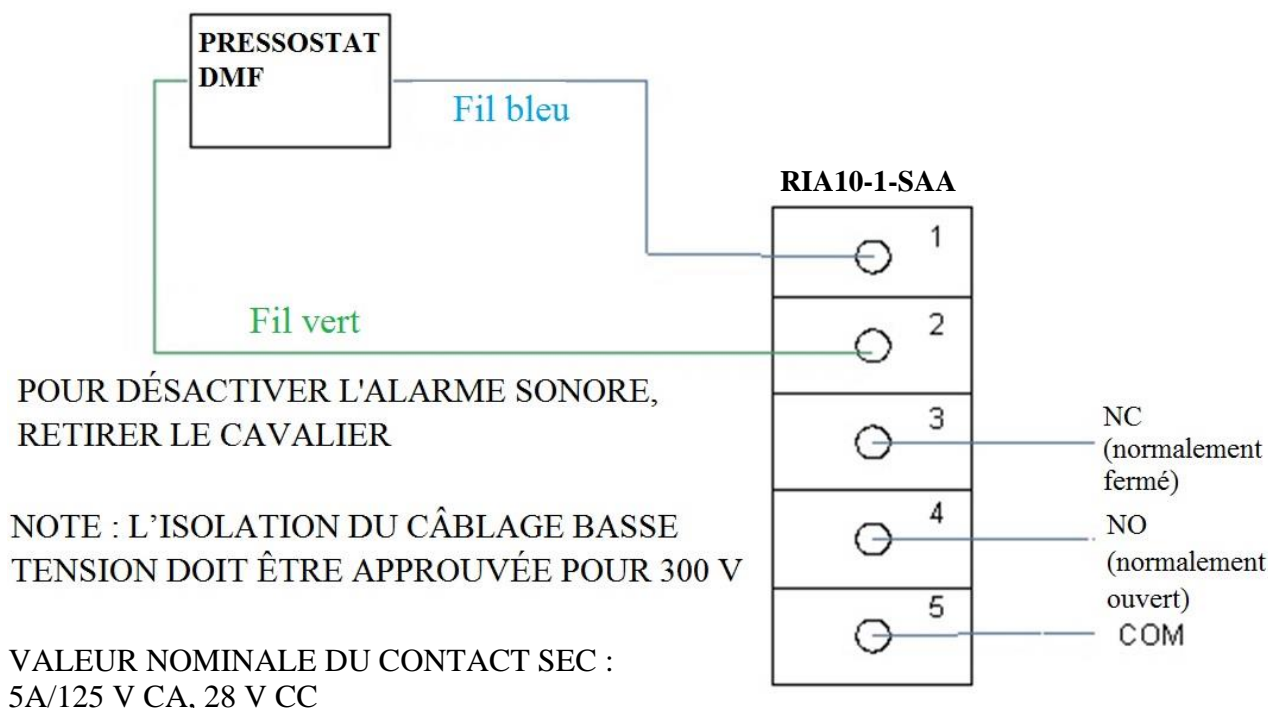 PRESSOSTAT
DMF
Fil bleu
RIA10-1-SAA
1
Fil vert
2
POUR DÉSACTIVER L'ALARME SONORE,
RETIRER LE CAVALIER
3
NC
(normalement
fermé)
NOTE : L’ISOLATION DU CÂBLAGE BASSE
TENSION DOIT ÊTRE APPROUVÉE POUR 300 V
4
NO
(normalement
ouvert)
5
COM
VALEUR NOMINALE DU CONTACT SEC :
5A/125 V CA, 28 V CC